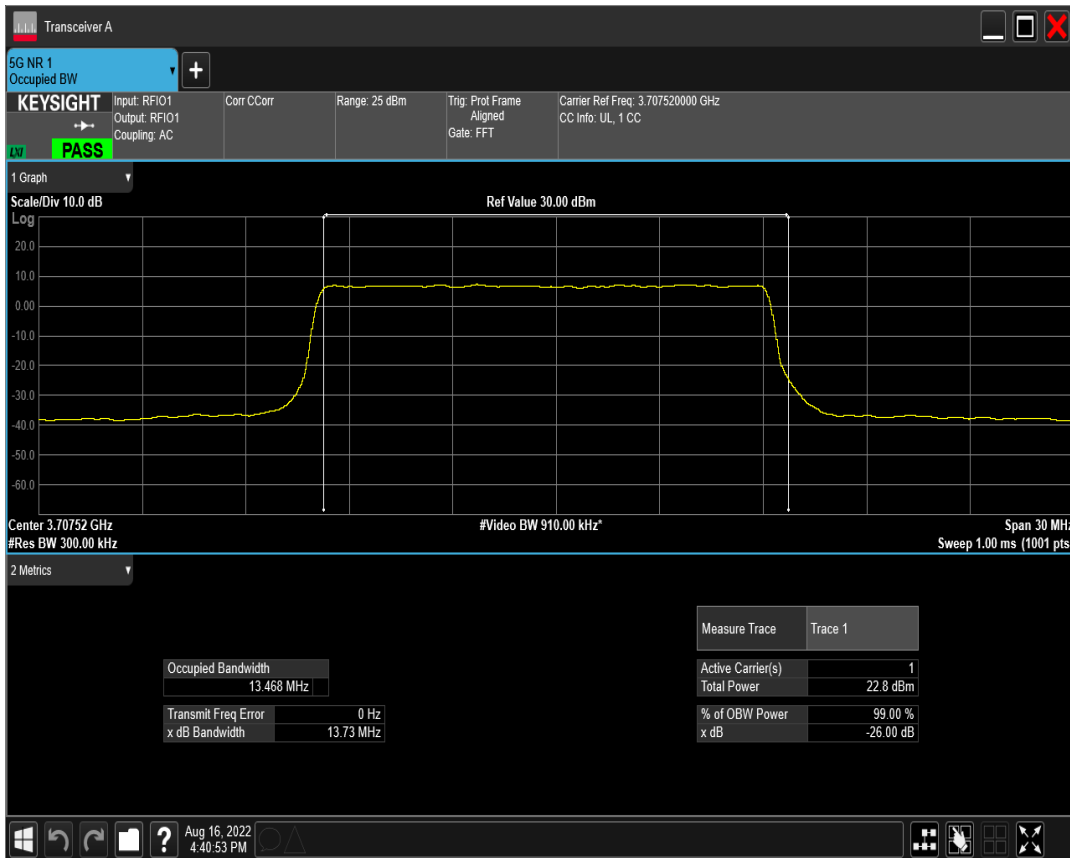 Transceiver A
5G NR 1
Occupied BW
+
KEYSIGHT
LXI
PASS
Input: RFIO1
Output: RFIO1
Coupling: AC
Corr CCorr
Range: 25 dBm
Trig: Prot Frame
Aligned
Gate: FFT
Carrier Ref Freq: 3.707520000 GHz
CC Info: UL, 1 CC
1 Graph
Scale/Div 10.0 dB
Ref Value 30.00 dBm
Log
20.0
10.0
0.00
-10.0
-20.0
-30.0
-40.0
-50.0
-60.0
Center 3.70752 GHz
#Video BW 910.00 kHz*
Span 30 MHz
#Res BW 300.00 kHz
Sweep 1.00 ms (1001 pts
2 Metrics
Measure Trace Trace 1
Occupied Bandwidth
13.468 MHz
Active Carrier(s) 1
Total Power 22.8 dBm
Transmit Freq Error 0 Hz
x dB Bandwidth 13.73 MHz
% of OBW Power 99.00 %
x dB -26.00 dB
?
Aug 16, 2022
4:40:53 PM